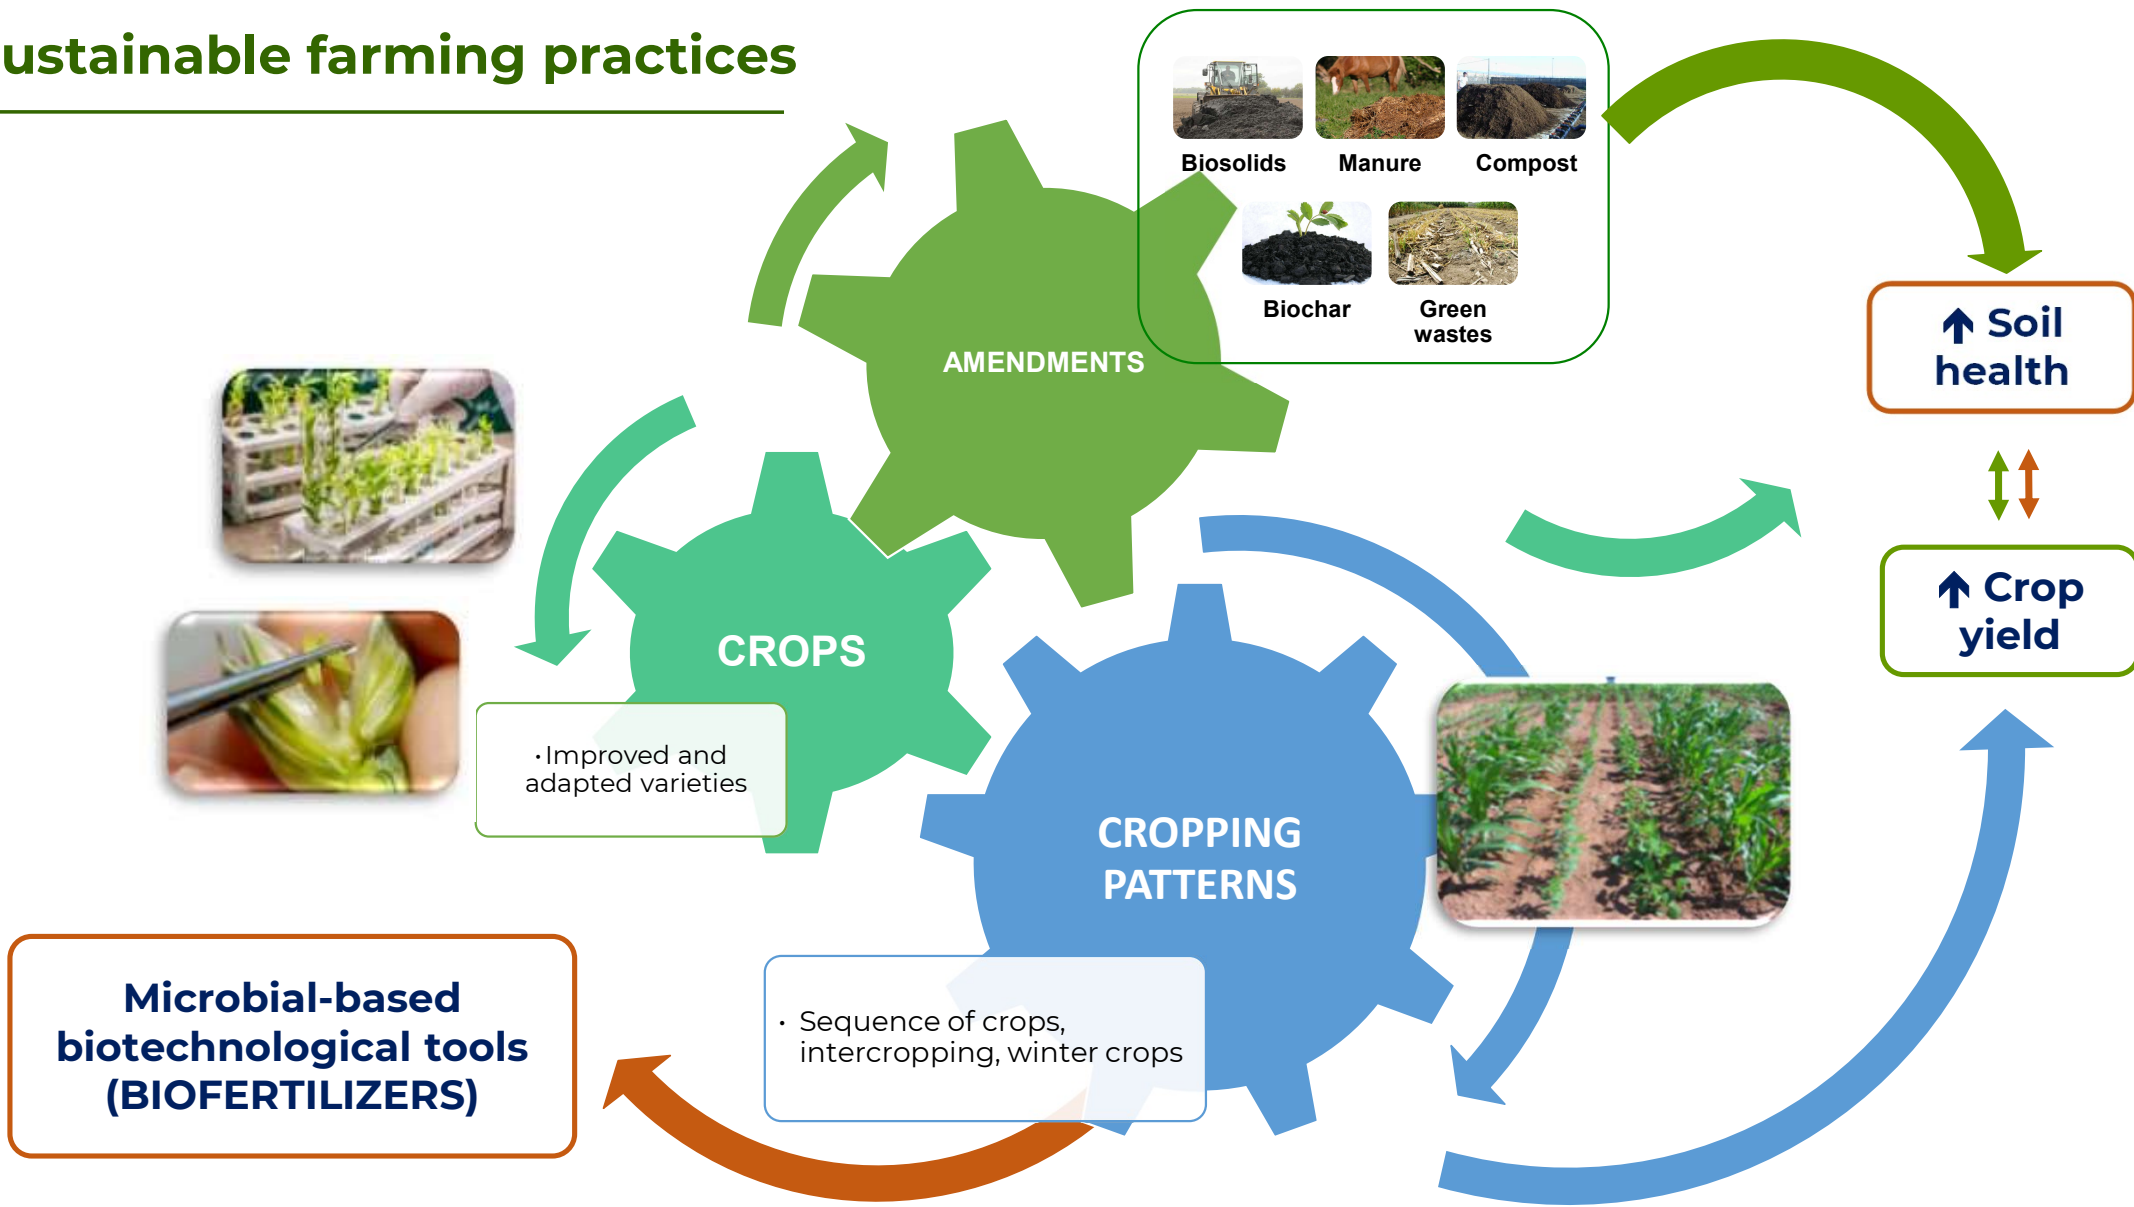 ustainable farming practices
Biosolids
Manure
Compost
Biochar
Green
wastes
AMENDMENTS
↑ Soil
health
↑ Crop
yield
CROPS
•Improved and
adapted varieties
CROPPING
PATTERNS
• Sequence of crops,
intercropping, winter crops
Microbial-based
biotechnological tools
(BIOFERTILIZERS)